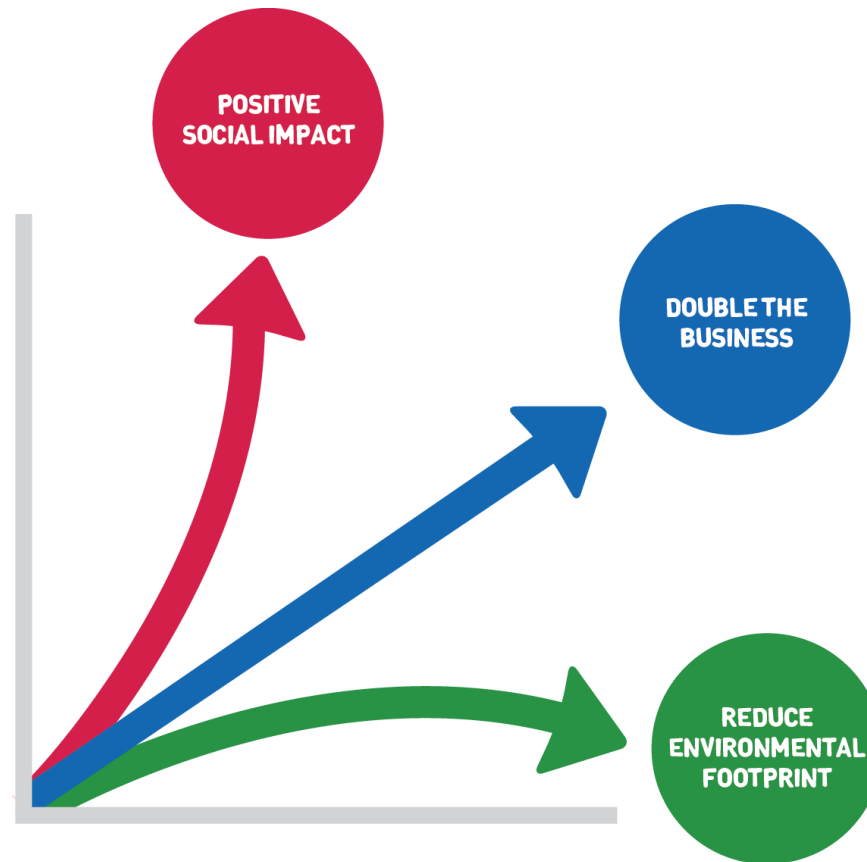 POSITIVE
SOCIAL IMPACT
DOUBLE THE
BUSINESS
REDUCE
ENVIRONMENTAL
FOOTPRINT